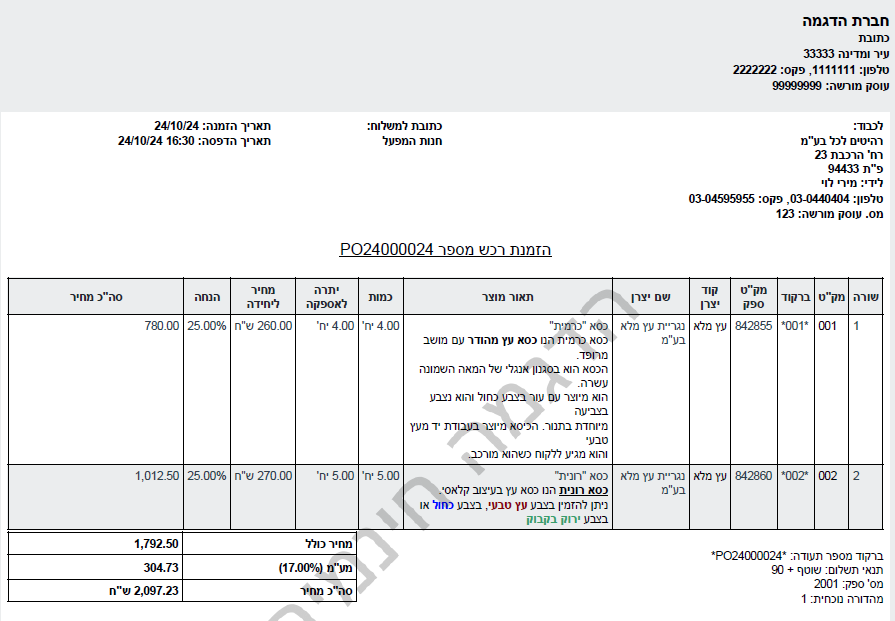 חברת הדגמה
כתובת
עיר ומדינה 33333
טלפון: 1111111, פקס: 2222222
עוסק מורשה: 99999999
לכבוד:
רהיטים לכל בע"מ
רח' הרכבת 23
פ"ת 94433
לידי: מירי לוי
טלפון: 03-0440404, פקס: 03-04595955
מס. עוסק מורשה: 123
כתובת למשלוח:
חנות המפעל
תאריך הזמנה: 24/10/24
תאריך הדפסה: 24/10/24 16:30
הזמנת רכש מספר PO24000024
שורה מק"ט ברקוד מק"ט ספק קוד יצרן שם יצרן תאור מוצר כמות יתרה לאספקה מחיר ליחידה הנחה סה"כ מחיר
1 001 *001* 842855 עץ מלא נגריית עץ מלא בע"מ כסא "כרמית" 4.00 יח' 4.00 יח' 260.00 ש"ח 25.00% 780.00
כסא כרמית הנו כסא עץ מהודר עם מושב
מרופד.
הכסא הוא בסגנון אנגלי של המאה השמונה
עשרה.
הוא מיוצר עם עור בצבע כחול והוא נצבע
בצביעה
מיוחדת בתנור. הכיסא מיוצר בעבודת יד מעץ
טבעי
והוא מגיע ללקוח כשהוא מורכב.
2 002 *002* 842860 עץ מלא נגריית עץ מלא בע"מ כסא "רונית" 5.00 יח' 5.00 יח' 270.00 ש"ח 25.00% 1,012.50
כסא רונית הנו כסא עץ בעיצוב קלאסי.
ניתן להזמין בצבע עץ טבעי, בצבע כחול או
בצבע ירוק בקבוק
מחיר כולל 1,792.50
מע"מ (17.00%) 304.73
סה"כ מחיר 2,097.23 ש"ח
ברקוד מספר תעודה: *PO24000024*
תנאי תשלום: שוטף + 90
מס' ספק: 2001
מהדורה נוכחית: 1
הדגמה חינמית